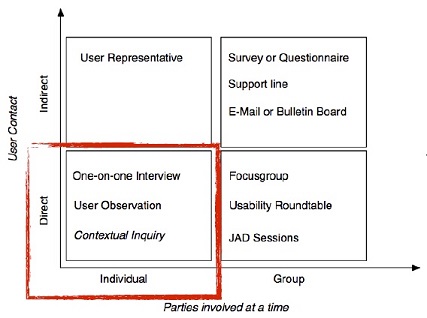 User Contact
Indirect
User Representative
Survey or Questionnaire
Support line
E-Mail or Bulletin Board
Direct
One-on-one Interview
User Observation
Contextual Inquiry
Focusgroup
Usability Roundtable
JAD Sessions
Individual
Group
Parties involved at a time